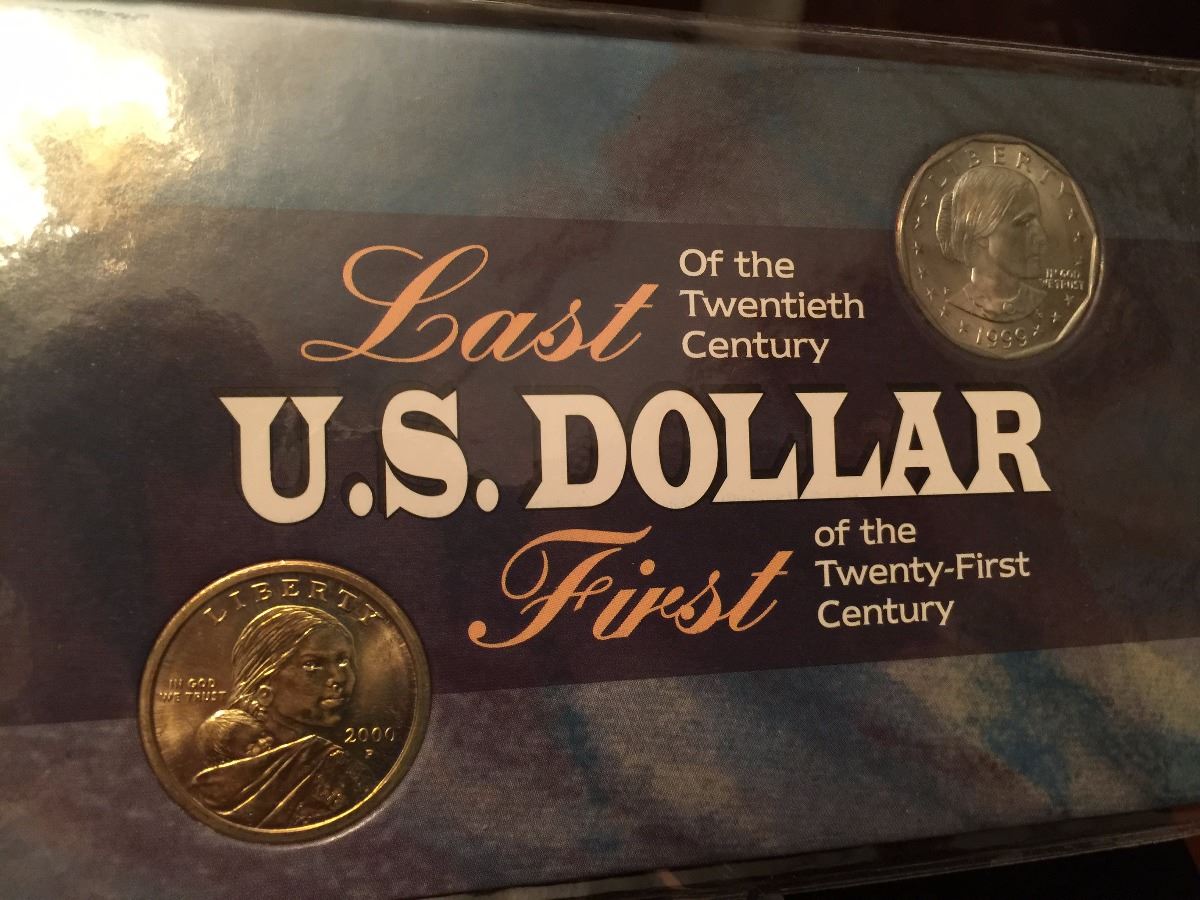 LIBERTY
IN GOD
WE TRUST
1999
Last
Of the
Twentieth
Century
U.S. DOLLAR
First
of the
Twenty-First
Century
LIBERTY
IN GOD
WE TRUST
2000
P